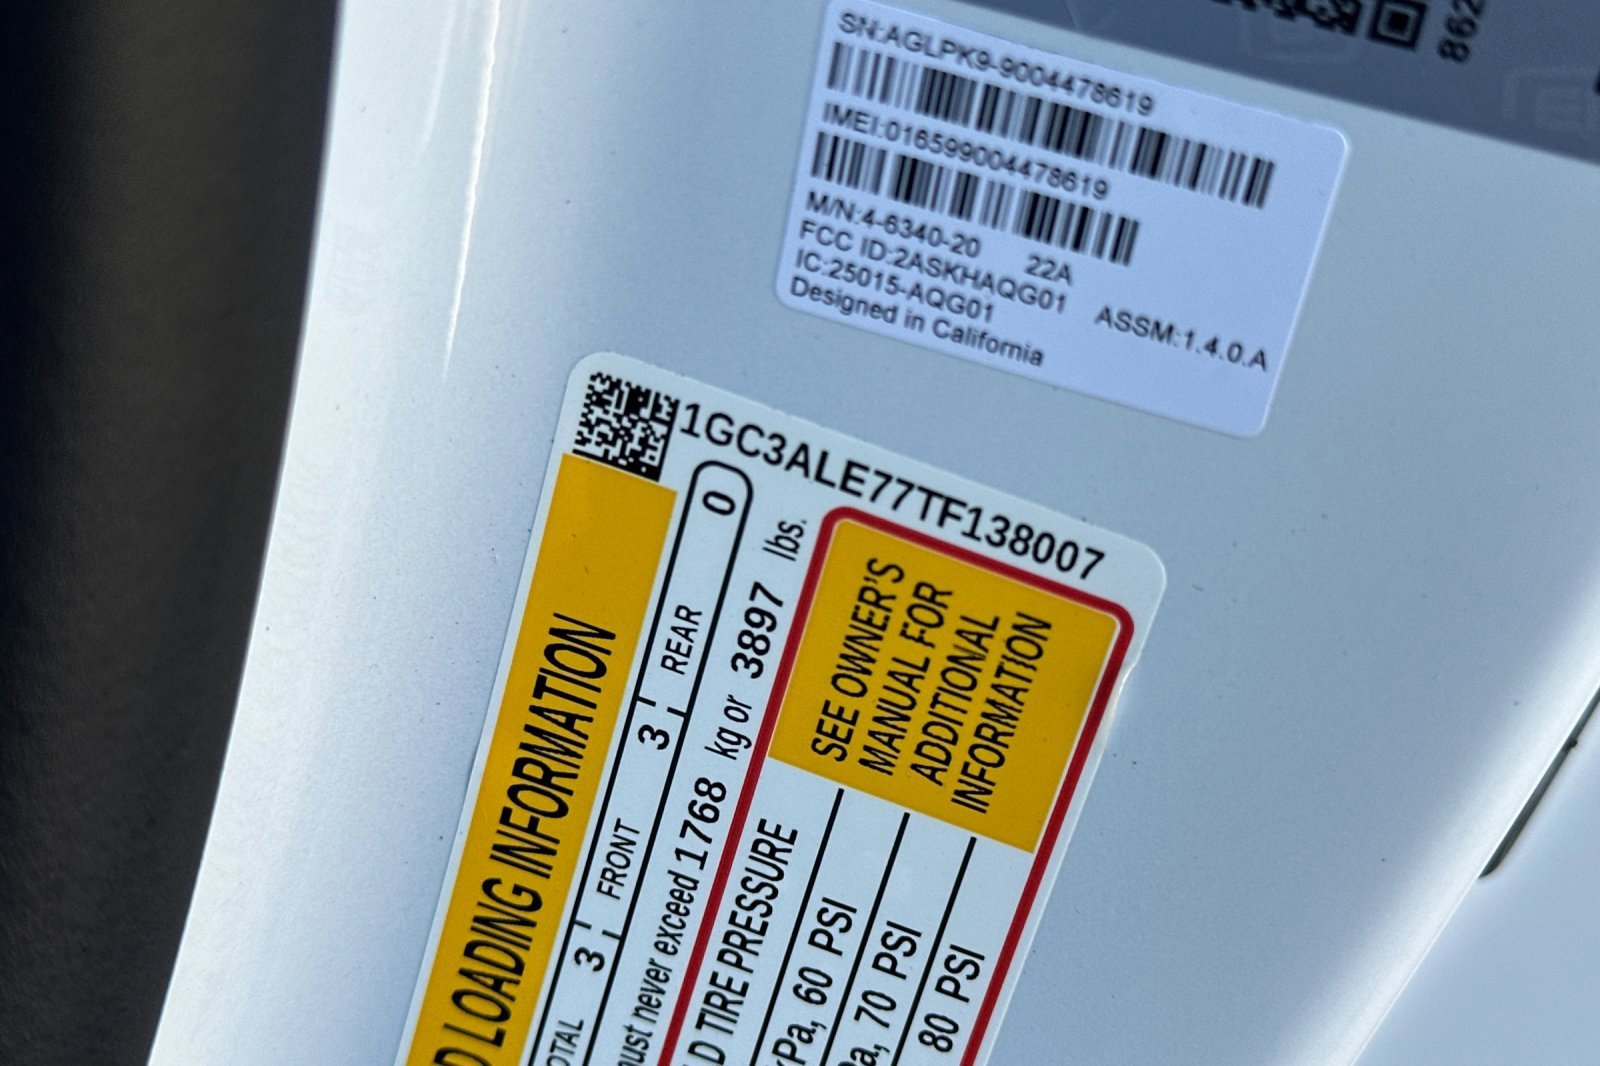 862
SN:AGLPK9-9004478619
IMEI:016599004478619
M/N:4-6340-20 22A
FCC ID:2ASKHAQG01
IC:25015-AQG01 ASSM:1.4.0.A
Designed in California
1GC3ALE77TF138007
LOADING INFORMATION
3 FRONT 3 REAR 0
never exceed 1768 kg or 3897 lbs.
TIRE PRESSURE
SEE OWNER'S
MANUAL FOR
ADDITIONAL
INFORMATION
kPa, 60 PSI
70 PSI
80 PSI